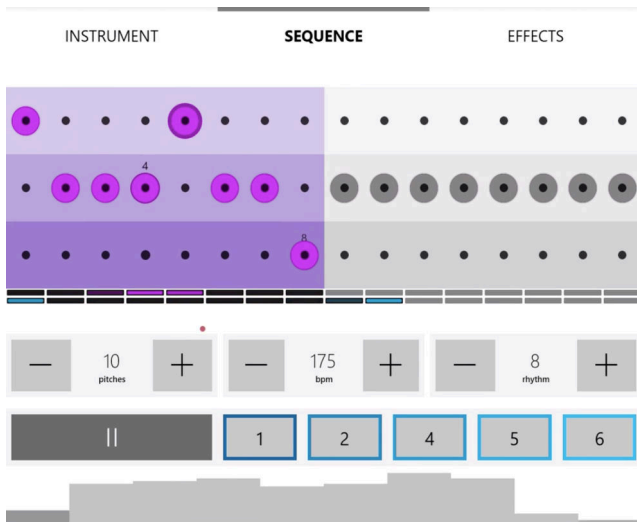 INSTRUMENT SEQUENCE EFFECTS
4
8
10 175 8
pitches bpm rhythm
1 2 4 5 6